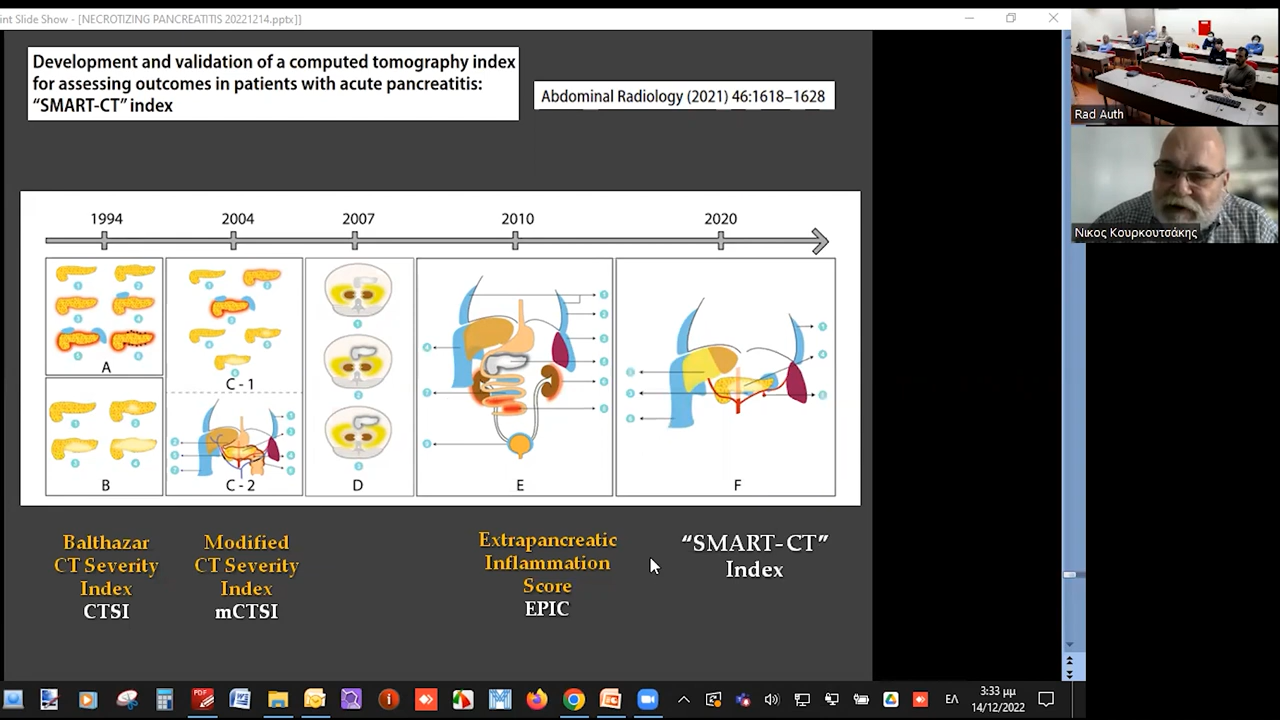 int Slide Show - [NECROTIZING PANCREATITIS 20221214.pptx]]
Development and validation of a computed tomography index
for assessing outcomes in patients with acute pancreatitis:
“SMART-CT” index
Abdominal Radiology (2021) 46:1618–1628
Rad Auth
Νικος Κουρκουτσάκης
1994
2004
2007
2010
2020
A
B
C - 1
C - 2
D
E
F
Balthazar
CT Severity
Index
CTSI
Modified
CT Severity
Index
mCTSI
Extrapancreatic
Inflammation
Score
EPIC
“SMART-CT”
Index
PDF
ΕΛ
3:33 μμ
14/12/2022